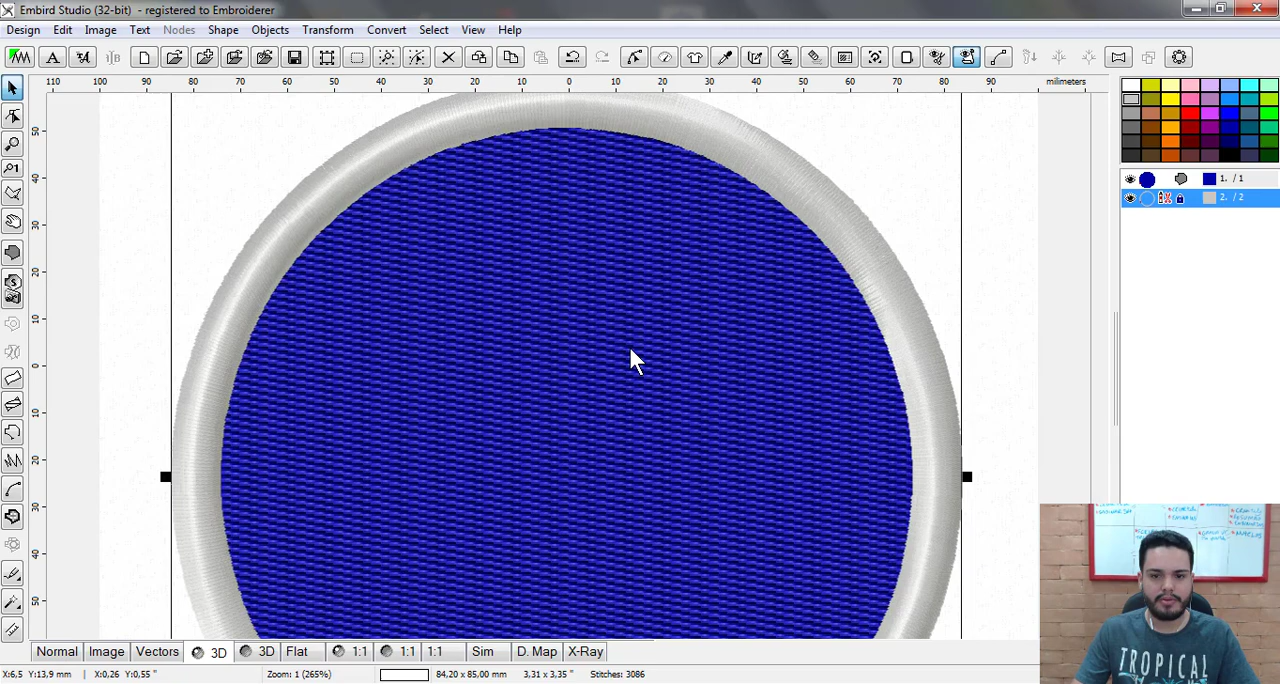 Embird Studio (32-bit) - registered to Embroiderer
File Edit Image Text Nodes Shape Objects Transform Convert Select View Help
110 100 90 80 70 60 50 40 30 20 10 0 10 20 30 40 50 60 70 80 90 milimeters
50
40
30
20
10
0
10
20
30
40
50
1. / 1
2. / 2
TROPICAL
Normal Image Vectors 3D 3D Flat 1:1 1:1 1:1 Sim D. Map X-Ray
X:6,5 Y:13,9 mm X:0,26 Y:0,55 " Zoom: 1 (265%) 84,20 x 85,00 mm 3,31 x 3,35 " Stitches: 3086